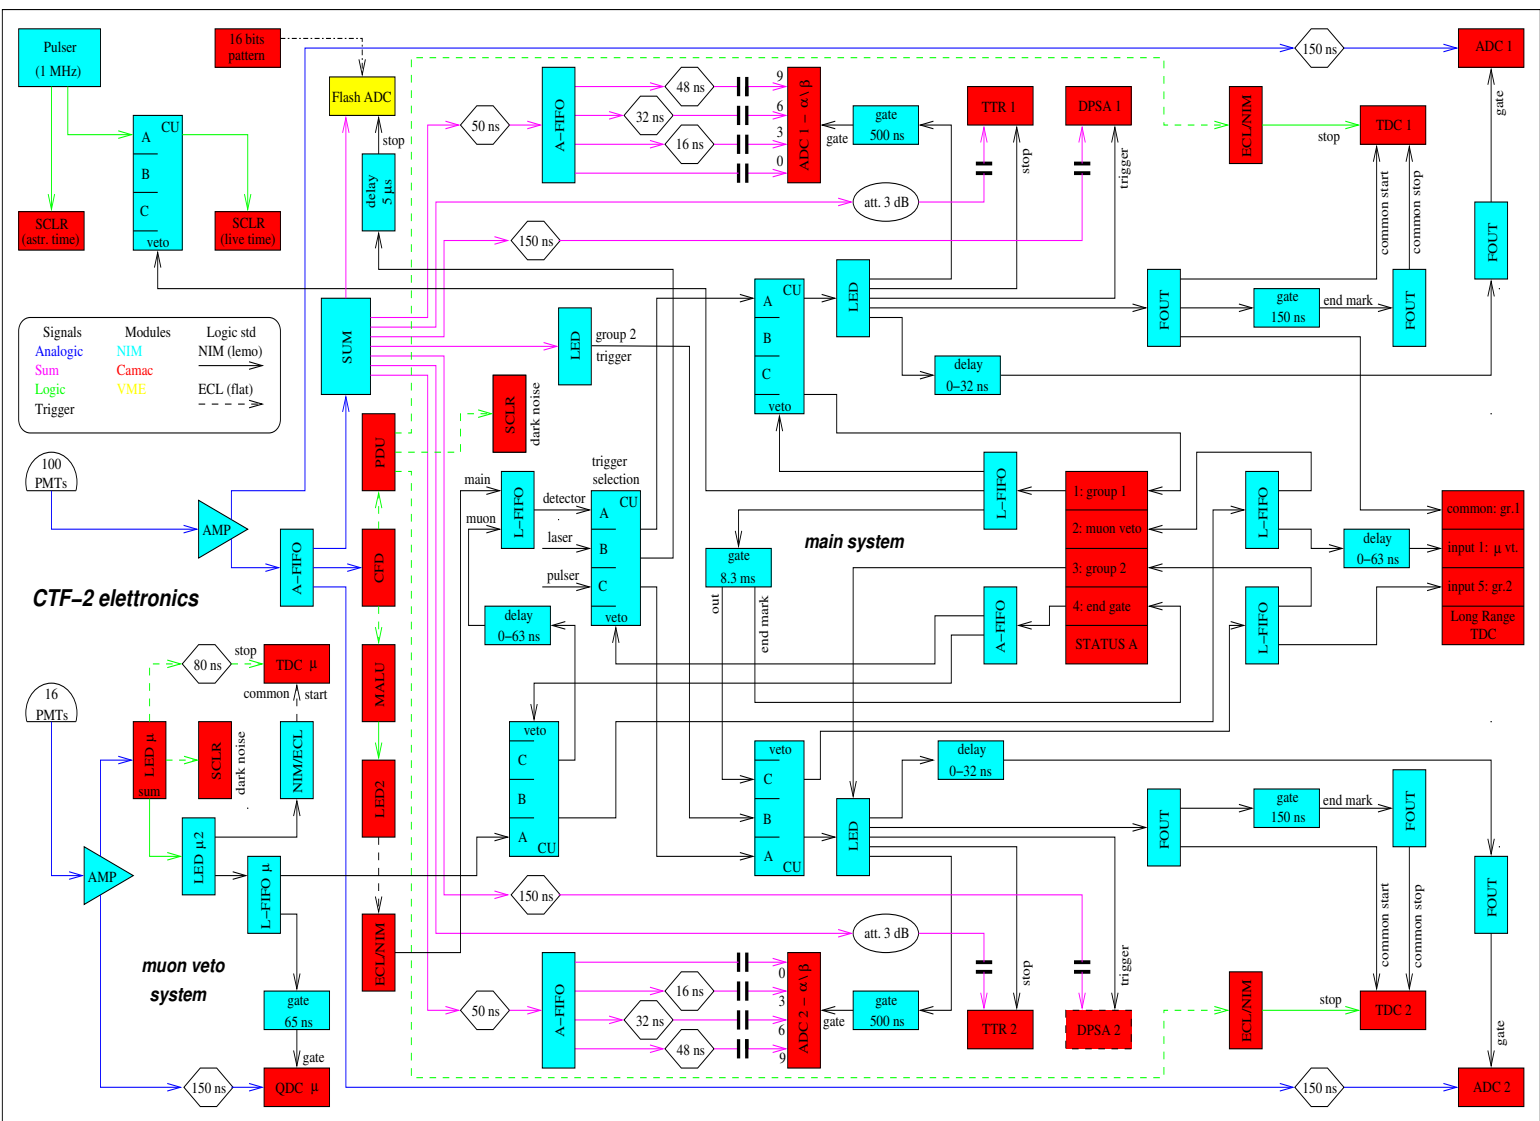 Pulser
(1 MHz)
16 bits
pattern
Flash ADC
stop
delay
5 μs
A
B
C
CU
veto
SCLR
(astr. time)
SCLR
(live time)
50 ns
A-FIFO
48 ns
32 ns
16 ns
9
6
3
0
ADC 1 - α\β
gate
gate
500 ns
att. 3 dB
150 ns
TTR 1
stop
DPSA 1
trigger
ECL/NIM
stop
TDC 1
150 ns
ADC 1
gate
common start
common stop
FOUT
Signals
Modules
Logic std
Analogic
NIM
NIM (lemo)
Sum
Camac
Logic
VME
ECL (flat)
Trigger
SUM
LED
group 2
trigger
A
B
C
CU
veto
LED
FOUT
gate
150 ns
end mark
FOUT
delay
0-32 ns
100
PMTs
AMP
A-FIFO
PDU
CFD
MALU
LED2
ECL/NIM
SCLR
dark noise
main
muon
L-FIFO
detector
laser
pulser
trigger
selection
A
B
C
CU
veto
delay
0-63 ns
main system
gate
8.3 ms
out
end mark
L-FIFO
A-FIFO
1: group 1
2: muon veto
3: group 2
4: end gate
STATUS A
L-FIFO
L-FIFO
delay
0-63 ns
common: gr.1
input 1: μ vt.
input 5: gr.2
Long Range
TDC
CTF-2 elettronics
16
PMTs
AMP
80 ns
stop
TDC μ
common
start
LED μ
sum
SCLR
dark noise
NIM/ECL
LED μ2
L-FIFO μ
muon veto
system
gate
65 ns
gate
150 ns
QDC μ
veto
C
B
A
CU
veto
C
B
A
CU
LED
delay
0-32 ns
FOUT
gate
150 ns
end mark
FOUT
FOUT
common start
common stop
150 ns
att. 3 dB
50 ns
A-FIFO
16 ns
32 ns
48 ns
0
3
6
9
ADC 2 - α\β
gate
gate
500 ns
stop
TTR 2
trigger
DPSA 2
ECL/NIM
stop
TDC 2
gate
150 ns
ADC 2